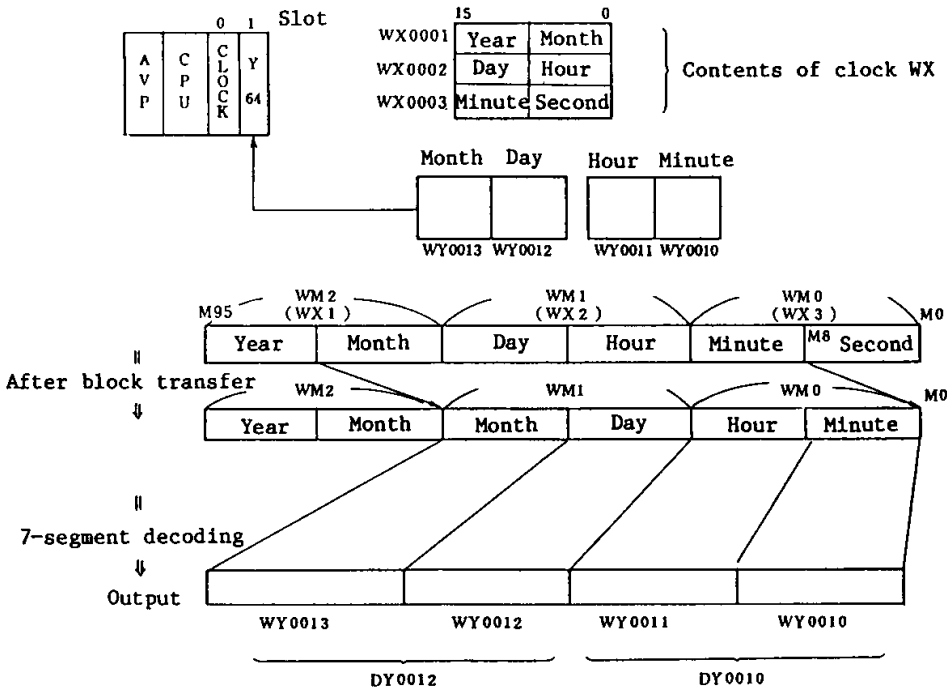 0 1 Slot
AVP CPU CLOCK Y 64
15 0
WX0001 Year Month
WX0002 Day Hour
WX0003 Minute Second
Contents of clock WX
Month Day Hour Minute
WY0013 WY0012 WY0011 WY0010
WM2 WM1 WM0
M95 (WX1) (WX2) (WX3) M0
Year Month Day Hour Minute M8 Second
After block transfer
WM2 WM1 WM0 M0
Year Month Month Day Hour Minute
7-segment decoding
Output
WY0013 WY0012 WY0011 WY0010
DY0012 DY0010